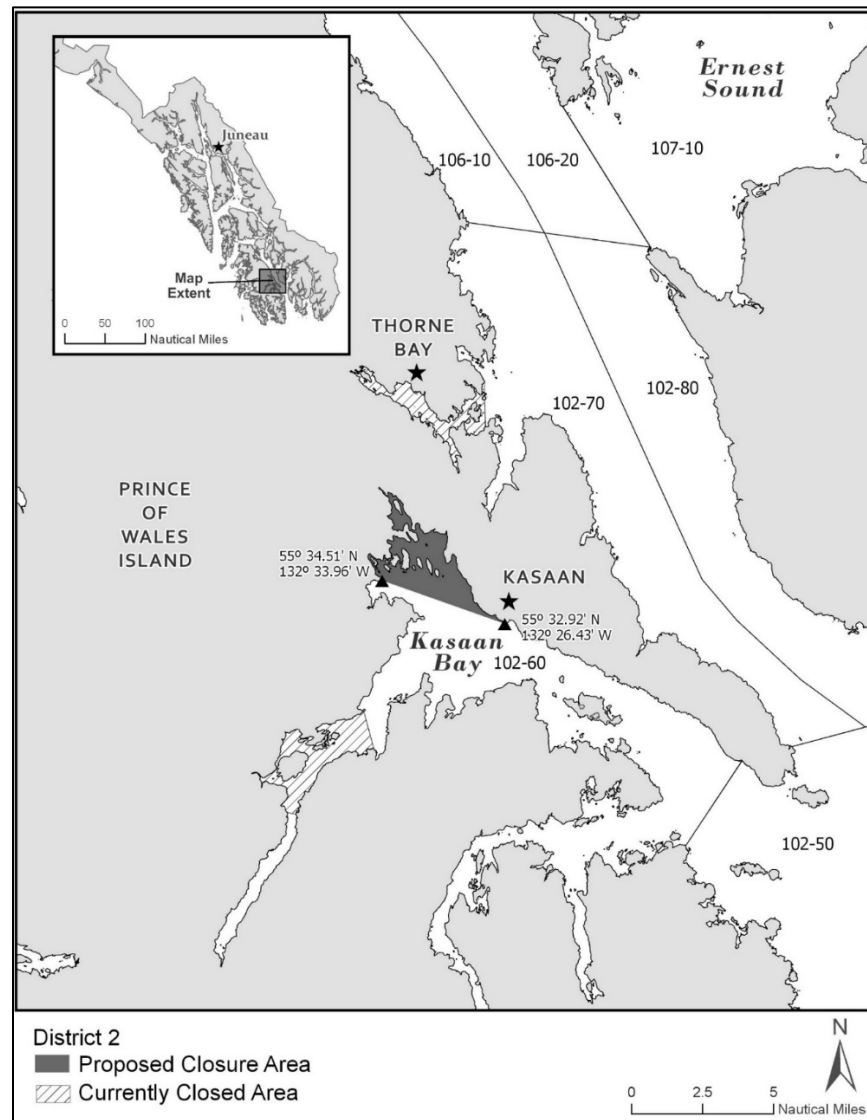 Juneau
Map
Extent
0 50 100
Nautical Miles
Ernest
Sound
106-10
106-20
107-10
THORNE
BAY
102-70
102-80
PRINCE
OF
WALES
ISLAND
55º 34.51' N
132º 33.96' W
KASAAN
55º 32.92' N
132º 26.43' W
Kasaan
Bay
102-60
102-50
District 2
Proposed Closure Area
Currently Closed Area
N
0 2.5 5
Nautical Miles